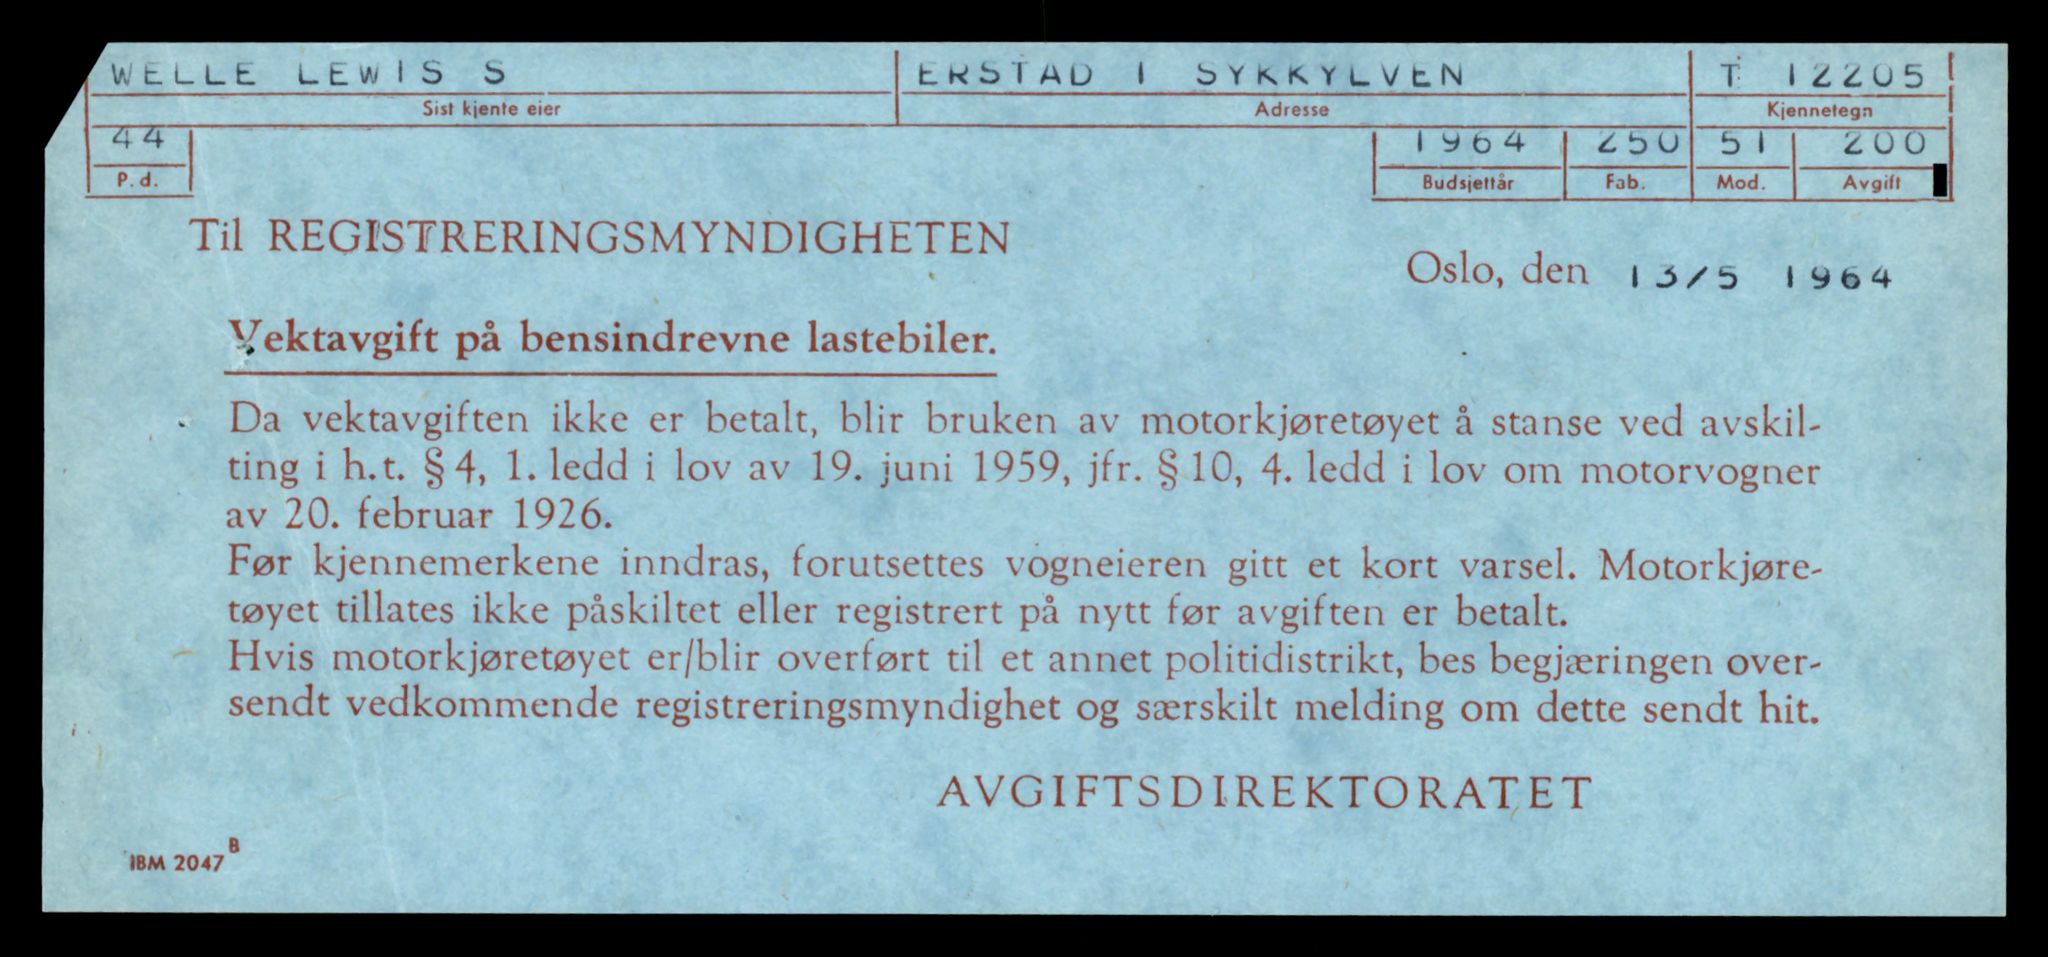 WELLE LEWIS S ERSTAD I SYKKYLVEN T 12205
Sist kjente eier Adresse Kjennetegn
44 1964 250 51 200
P. d. Budsjettår Fab. Mod. Avgift
Til REGISTRERINGSMYNDIGHETEN
Oslo, den 13/5 1964
Vektavgift på bensindrevne lastebiler.
Da vektavgiften ikke er betalt, blir bruken av motorkjøretøyet å stanse ved avskil-
ting i h.t. § 4, 1. ledd i lov av 19. juni 1959, jfr. § 10, 4. ledd i lov om motorvogner
av 20. februar 1926.
Før kjennemerkene inndras, forutsettes vogneieren gitt et kort varsel. Motorkjøre-
tøyet tillates ikke påskiltet eller registrert på nytt før avgiften er betalt.
Hvis motorkjøretøyet er/blir overført til et annet politidistrikt, bes begjæringen over-
sendt vedkommende registreringsmyndighet og særskilt melding om dette sendt hit.
AVGIFTSDIREKTORATET
IBM 2047 B